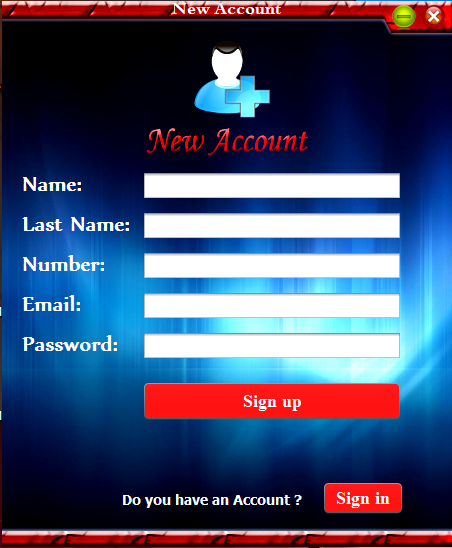 New Account
New Account
Name:
Last Name:
Number:
Email:
Password:
Sign up
Do you have an Account ?
Sign in